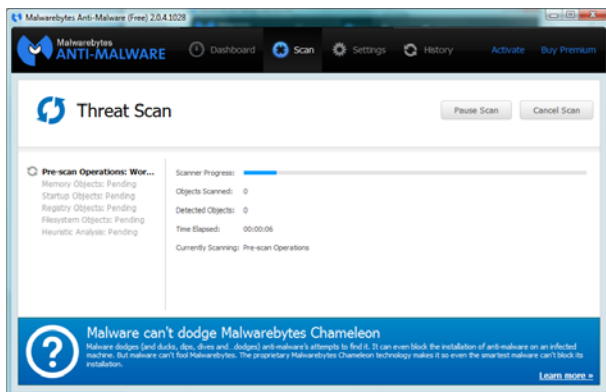 Malwarebytes Anti-Malware (Free) 2.0.4.1028
Malwarebytes
ANTI-MALWARE
Dashboard
Scan
Settings
History
Activate
Buy Premium
Threat Scan
Pause Scan
Cancel Scan
Pre-scan Operations: Wor...
Memory Objects: Pending
Startup Objects: Pending
Registry Objects: Pending
Filesystem Objects: Pending
Heuristic Analysis: Pending
Scanner Progress:
Objects Scanned: 0
Detected Objects: 0
Time Elapsed: 00:00:06
Currently Scanning: Pre-scan Operations
Malware can't dodge Malwarebytes Chameleon
Malware dodges (and ducks, dips, dives and...dodges) anti-malware's attempts to find it. It can even block the installation of anti-malware on an infected
machine. But malware can't fool Malwarebytes. The proprietary Malwarebytes Chameleon technology makes it so even the smartest malware can't block its
installation.
Learn more »